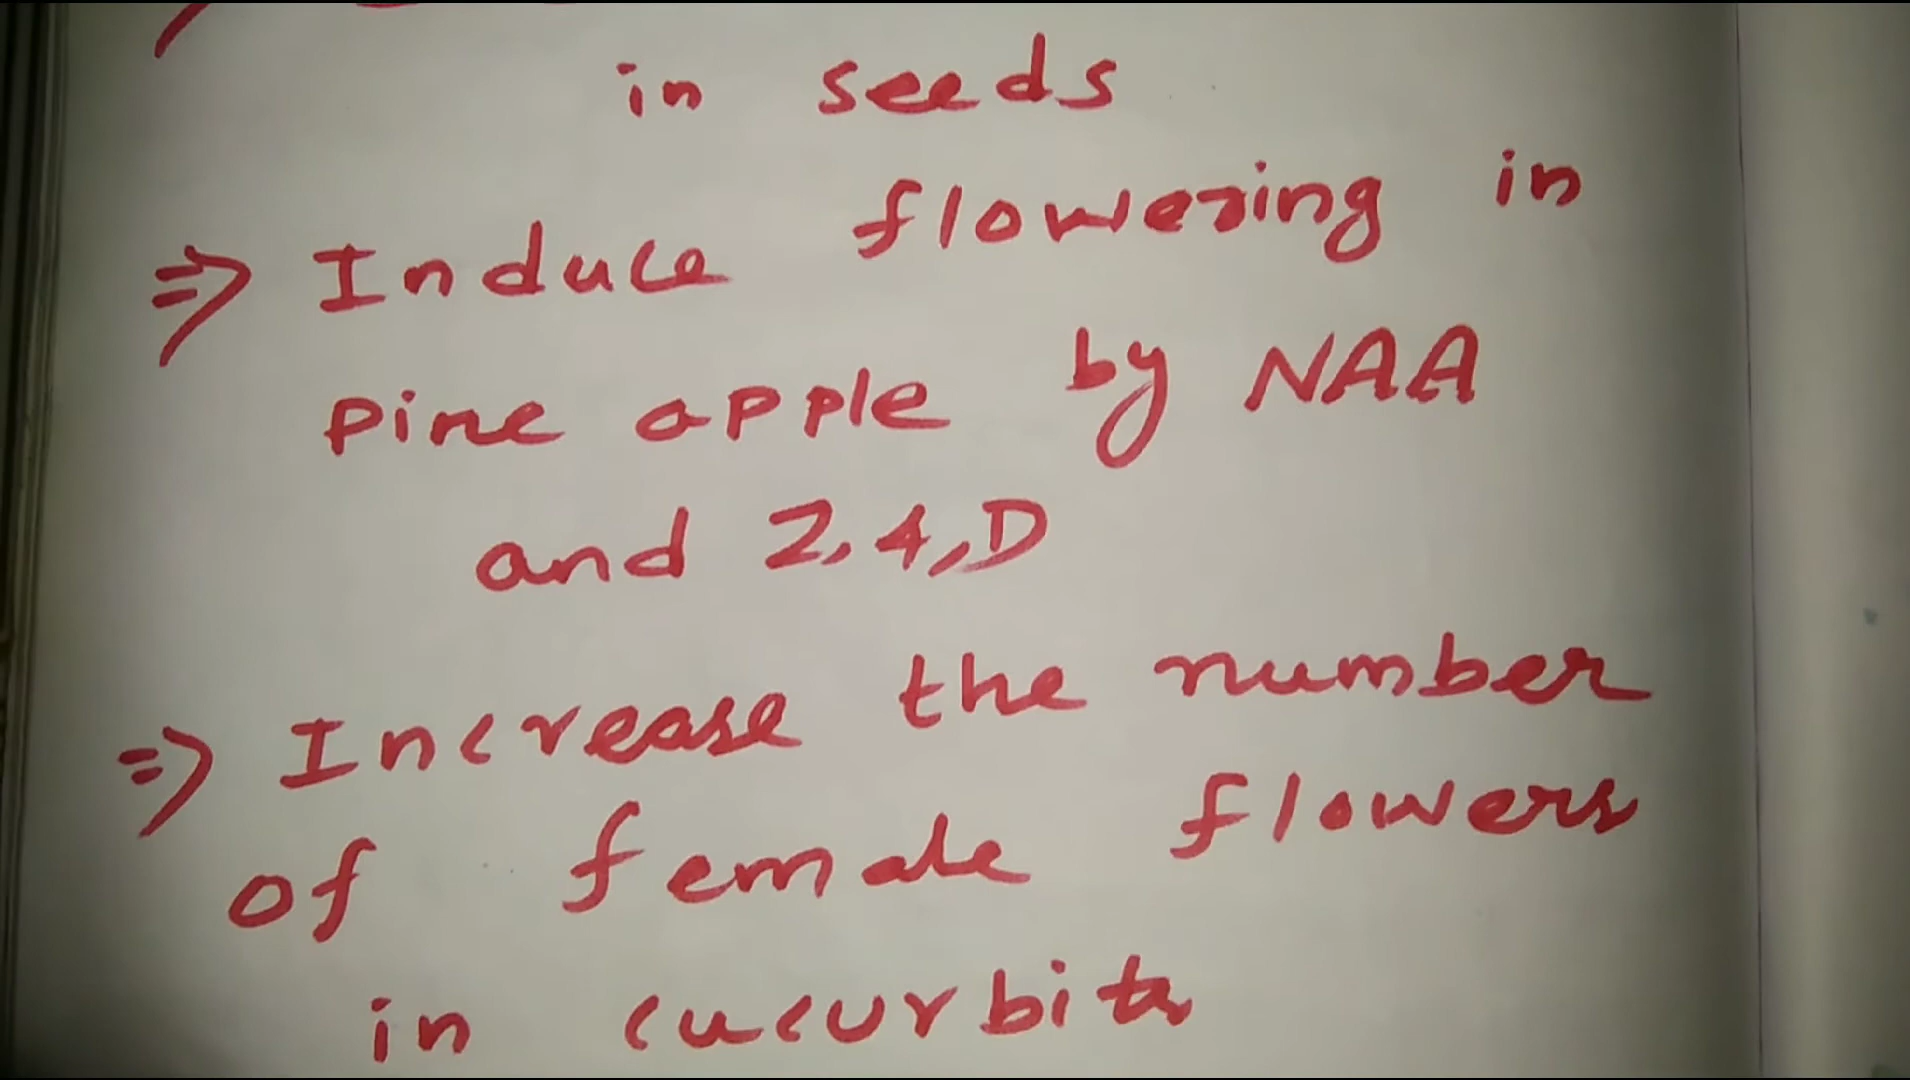 in seeds
⇒ Induce flowering in
Pine apple by NAA
and 2,4,D
⇒ Increase the number
of female flowers
in cucurbits